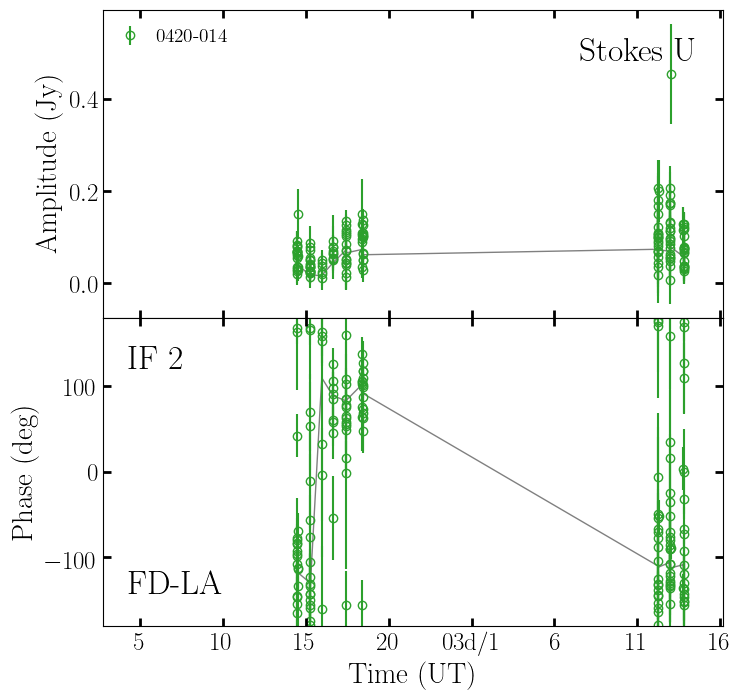 0420-014
Stokes U
Amplitude (Jy)
0.4
0.2
0.0
IF 2
Phase (deg)
100
0
−100
FD-LA
5 10 15 20 03d/1 6 11 16
Time (UT)